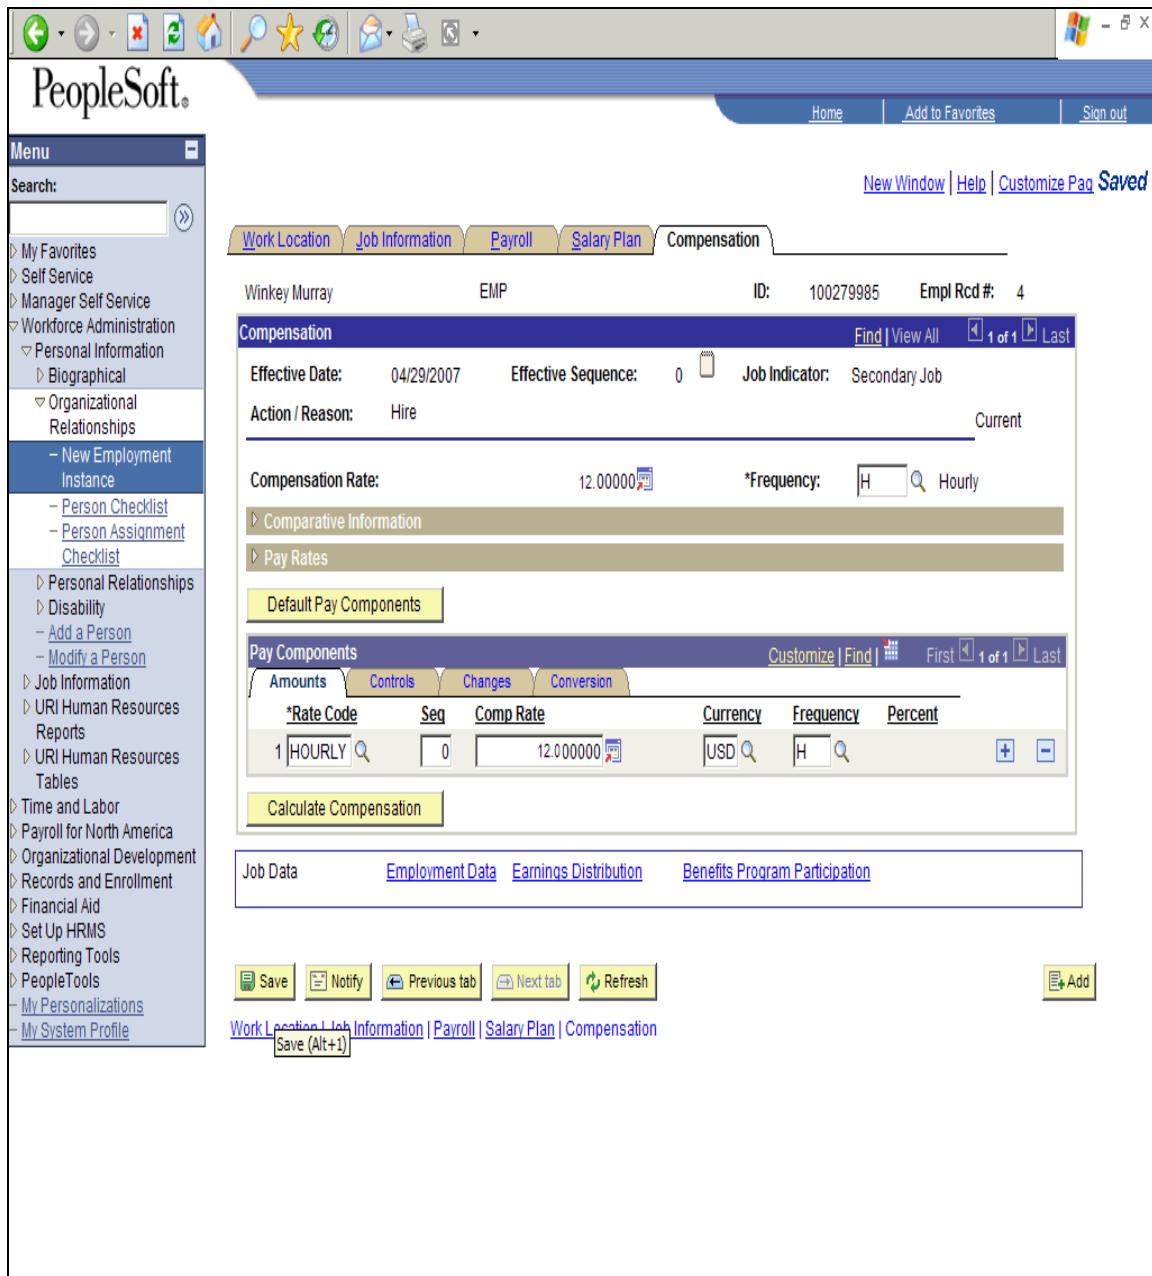 PeopleSoft®
Home Add to Favorites Sign out
Menu
Search:
New Window | Help | Customize Pag Saved
My Favorites
Self Service
Manager Self Service
Workforce Administration
Personal Information
Biographical
Organizational
Relationships
New Employment
Instance
Person Checklist
Person Assignment
Checklist
Personal Relationships
Disability
Add a Person
Modify a Person
Job Information
URI Human Resources
Reports
URI Human Resources
Tables
Time and Labor
Payroll for North America
Organizational Development
Records and Enrollment
Financial Aid
Set Up HRMS
Reporting Tools
PeopleTools
My Personalizations
My System Profile
Work Location Job Information Payroll Salary Plan Compensation
Winkey Murray EMP ID: 100279985 Empl Rcd #: 4
Compensation Find | View All 1 of 1 Last
Effective Date: 04/29/2007 Effective Sequence: 0 Job Indicator: Secondary Job
Action / Reason: Hire
Current
Compensation Rate: 12.00000 *Frequency: H Hourly
Comparative Information
Pay Rates
Default Pay Components
Pay Components Customize | Find | First 1 of 1 Last
Amounts Controls Changes Conversion
*Rate Code Seq Comp Rate Currency Frequency Percent
1 HOURLY 0 12.000000 USD H
Calculate Compensation
Job Data Employment Data Earnings Distribution Benefits Program Participation
Save Notify Previous tab Next tab Refresh Add
Work Location | Job Information | Payroll | Salary Plan | Compensation
Save (Alt+1)